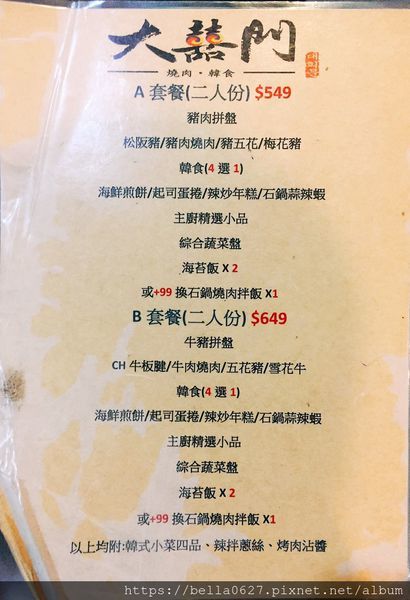 大囍門
燒肉・韓食
A 套餐(二人份) $549
豬肉拼盤
松阪豬/豬肉燒肉/豬五花/梅花豬
韓食(4 選 1)
海鮮煎餅/起司蛋捲/辣炒年糕/石鍋蒜辣蝦
主廚精選小品
綜合蔬菜盤
海苔飯 X 2
或+99 換石鍋燒肉拌飯 X1
B 套餐(二人份) $649
牛豬拼盤
CH 牛板腱/牛肉燒肉/五花豬/雪花牛
韓食(4 選 1)
海鮮煎餅/起司蛋捲/辣炒年糕/石鍋蒜辣蝦
主廚精選小品
綜合蔬菜盤
海苔飯 X 2
或+99 換石鍋燒肉拌飯 X1
以上均附:韓式小菜四品、辣拌蔥絲、烤肉沾醬
https://bella0627.pixnet.net/album